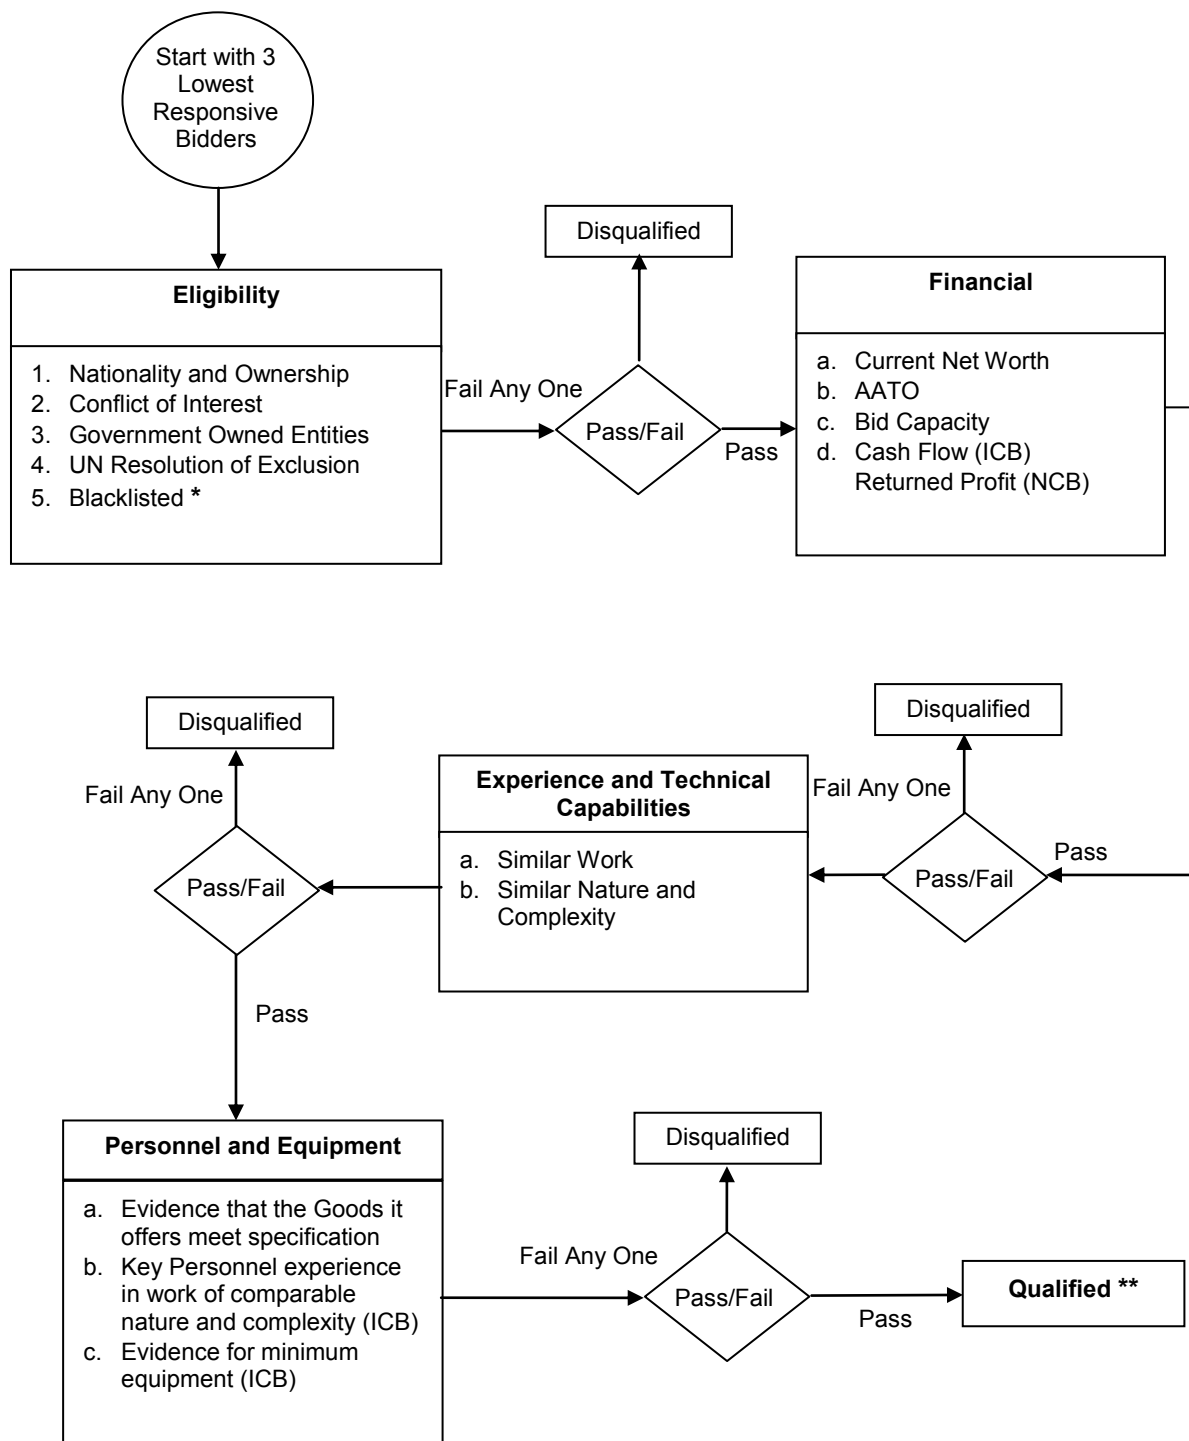 Start with 3
Lowest
Responsive
Bidders
Disqualified
Eligibility
1. Nationality and Ownership
2. Conflict of Interest
3. Government Owned Entities
4. UN Resolution of Exclusion
5. Blacklisted *
Fail Any One
Pass/Fail
Pass
Financial
a. Current Net Worth
b. AATO
c. Bid Capacity
d. Cash Flow (ICB)
Returned Profit (NCB)
Disqualified
Fail Any One
Pass/Fail
Pass
Experience and Technical
Capabilities
a. Similar Work
b. Similar Nature and
Complexity
Disqualified
Fail Any One
Pass/Fail
Pass
Personnel and Equipment
a. Evidence that the Goods it
offers meet specification
b. Key Personnel experience
in work of comparable
nature and complexity (ICB)
c. Evidence for minimum
equipment (ICB)
Disqualified
Fail Any One
Pass/Fail
Pass
Qualified **